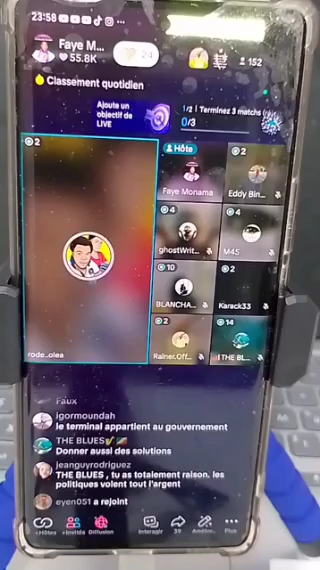 23:58
Faye M...
55.8K
24
152
Classement quotidien
Ajoute un
objectif de
LIVE
1/2 | Terminez 3 matchs
0/3
2
Hôte
Faye Monama
2
Eddy Bin...
4
ghostWrit...
4
M45
10
BLANCHA...
2
Karack33
2
Rainer.Off...
14
THE BL...
Faux
igormoundah
le terminal appartient au gouvernement
THE BLUES
Donner aussi des solutions
jeanguyrodriguez
THE BLUES , tu as totalement raison. les
politiques volent tout l'argent
eyen051 a rejoint
+Hôtes
+Invités
Diffusion
Interagir
39
Amélior...
Plus